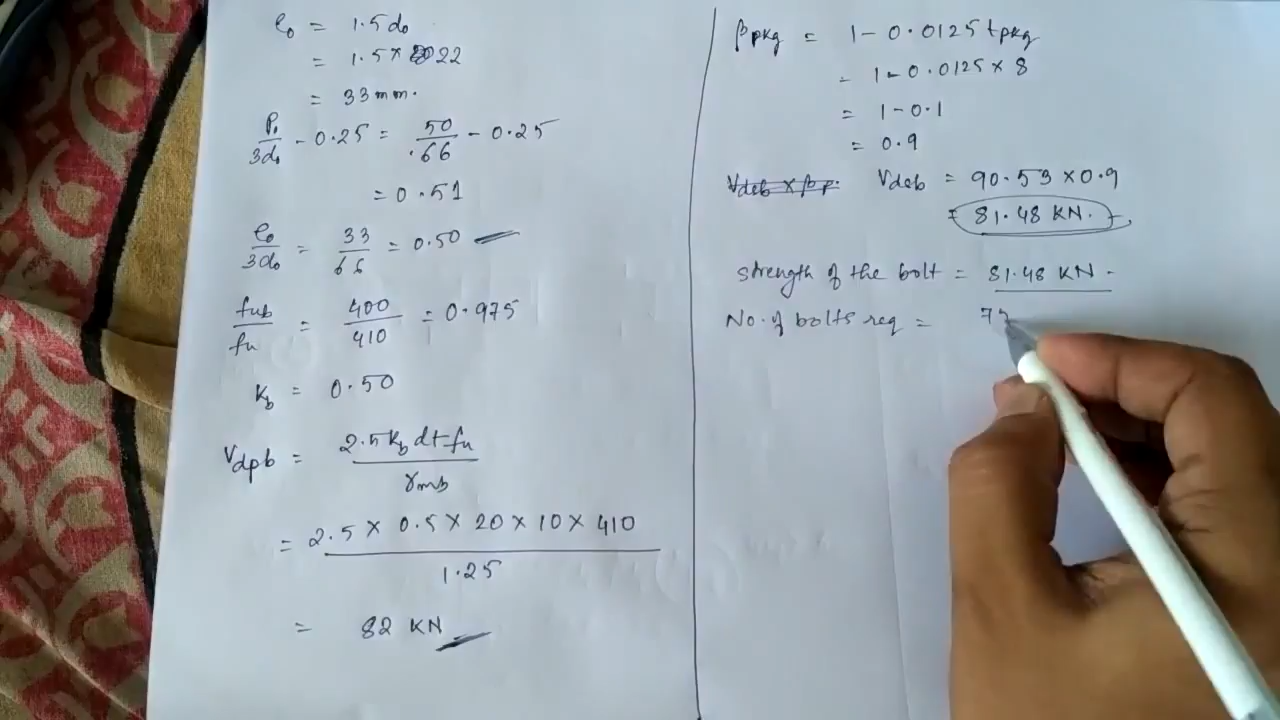 e₀ = 1.5d₀
= 1.5 × 22
= 33 mm.
P₀/3d₀ - 0.25 = 50/.66 - 0.25
= 0.51
e₀/3d₀ = 33/66 = 0.50
fub/fu = 400/410 = 0.975
Kb = 0.50
Vdpb = 2.5 Kb dt fu / γmb
= 2.5 × 0.5 × 20 × 10 × 410 / 1.25
= 82 KN
βpkg = 1 - 0.0125 tpkg
= 1 - 0.0125 × 8
= 1 - 0.1
= 0.9
Vdsb = 90.53 × 0.9
= 81.48 KN.
strength of the bolt = 81.48 KN.
No. of bolts req = 7